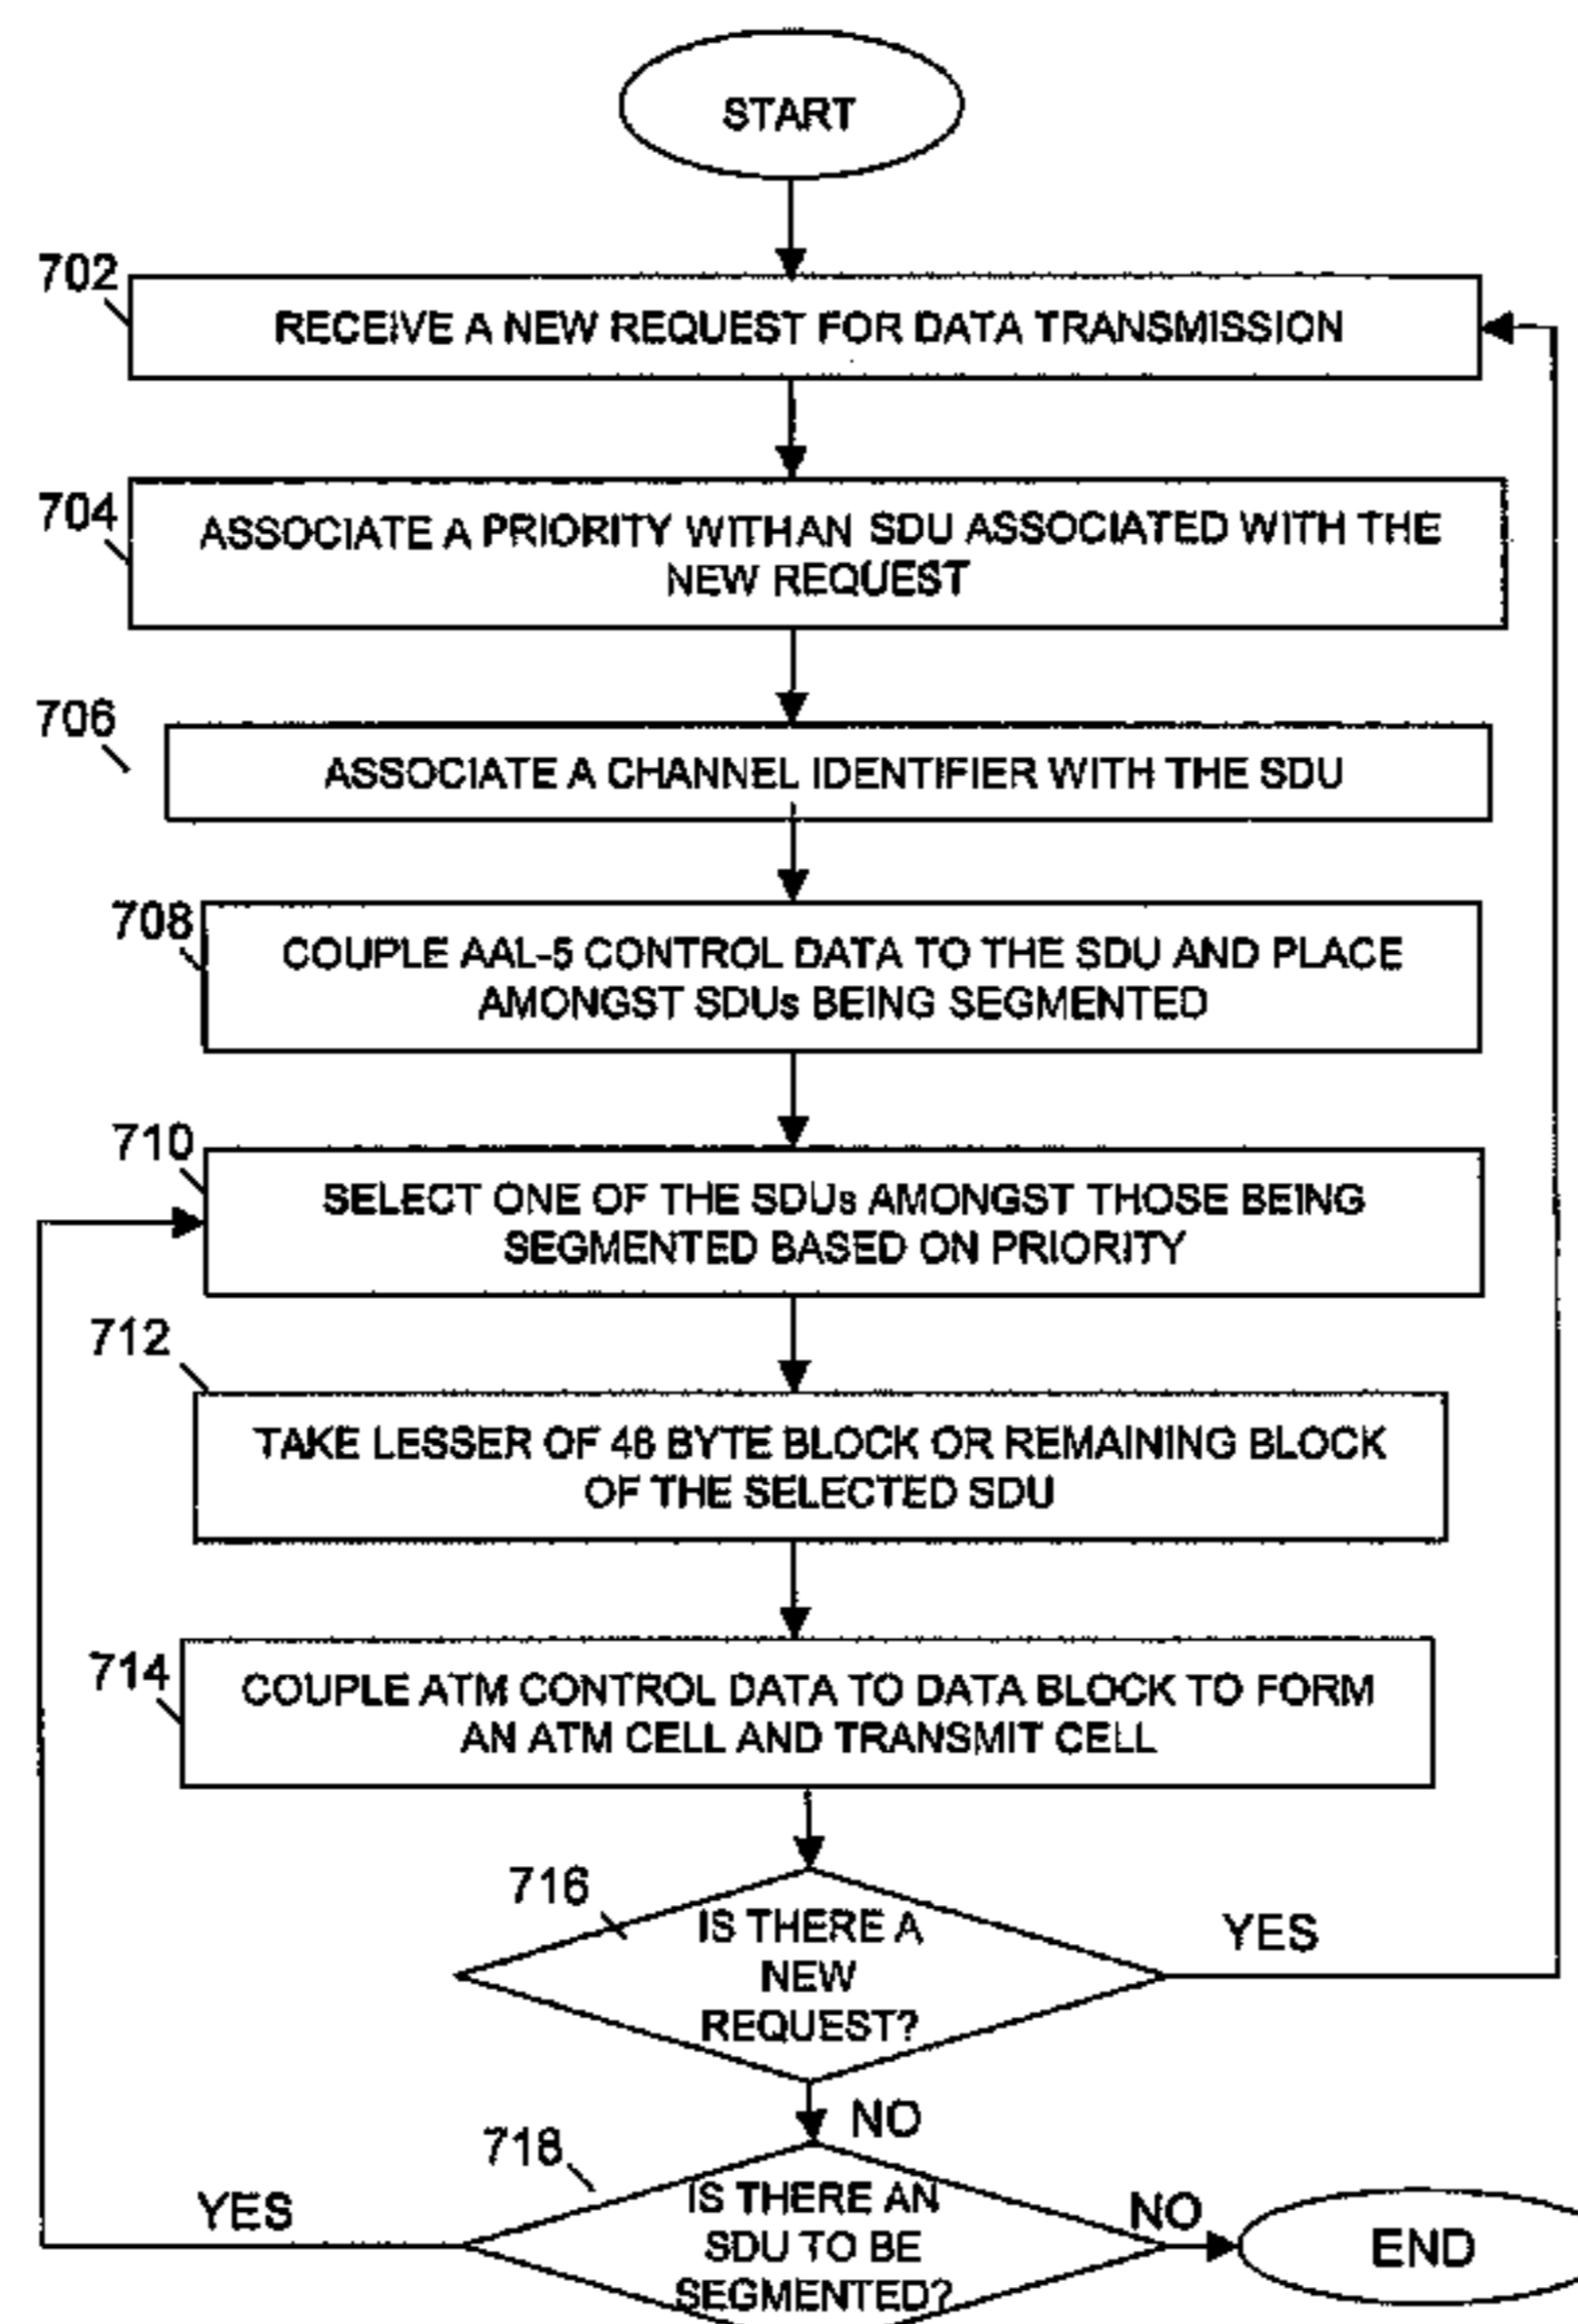 START
702
RECEIVE A NEW REQUEST FOR DATA TRANSMISSION
704
ASSOCIATE A PRIORITY WITH AN SDU ASSOCIATED WITH THE
NEW REQUEST
706
ASSOCIATE A CHANNEL IDENTIFIER WITH THE SDU
708
COUPLE AAL-5 CONTROL DATA TO THE SDU AND PLACE
AMONGST SDUs BEING SEGMENTED
710
SELECT ONE OF THE SDUs AMONGST THOSE BEING
SEGMENTED BASED ON PRIORITY
712
TAKE LESSER OF 48 BYTE BLOCK OR REMAINING BLOCK
OF THE SELECTED SDU
714
COUPLE ATM CONTROL DATA TO DATA BLOCK TO FORM
AN ATM CELL AND TRANSMIT CELL
716
IS THERE A
NEW
REQUEST?
YES
NO
718
IS THERE AN
SDU TO BE
SEGMENTED?
YES
NO
END